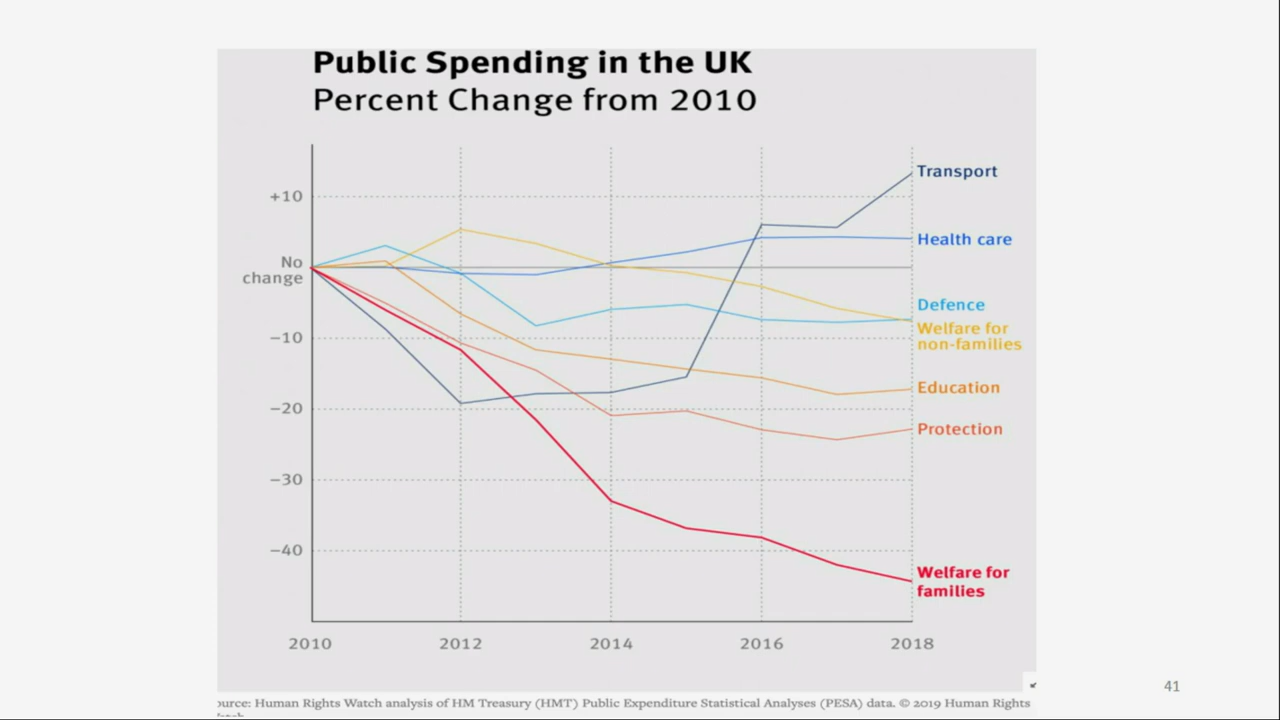 Public Spending in the UK
Percent Change from 2010
+10
No
change
−10
−20
−30
−40
Transport
Health care
Defence
Welfare for
non-families
Education
Protection
Welfare for
families
2010 2012 2014 2016 2018
41
ource: Human Rights Watch analysis of HM Treasury (HMT) Public Expenditure Statistical Analyses (PESA) data. © 2019 Human Rights